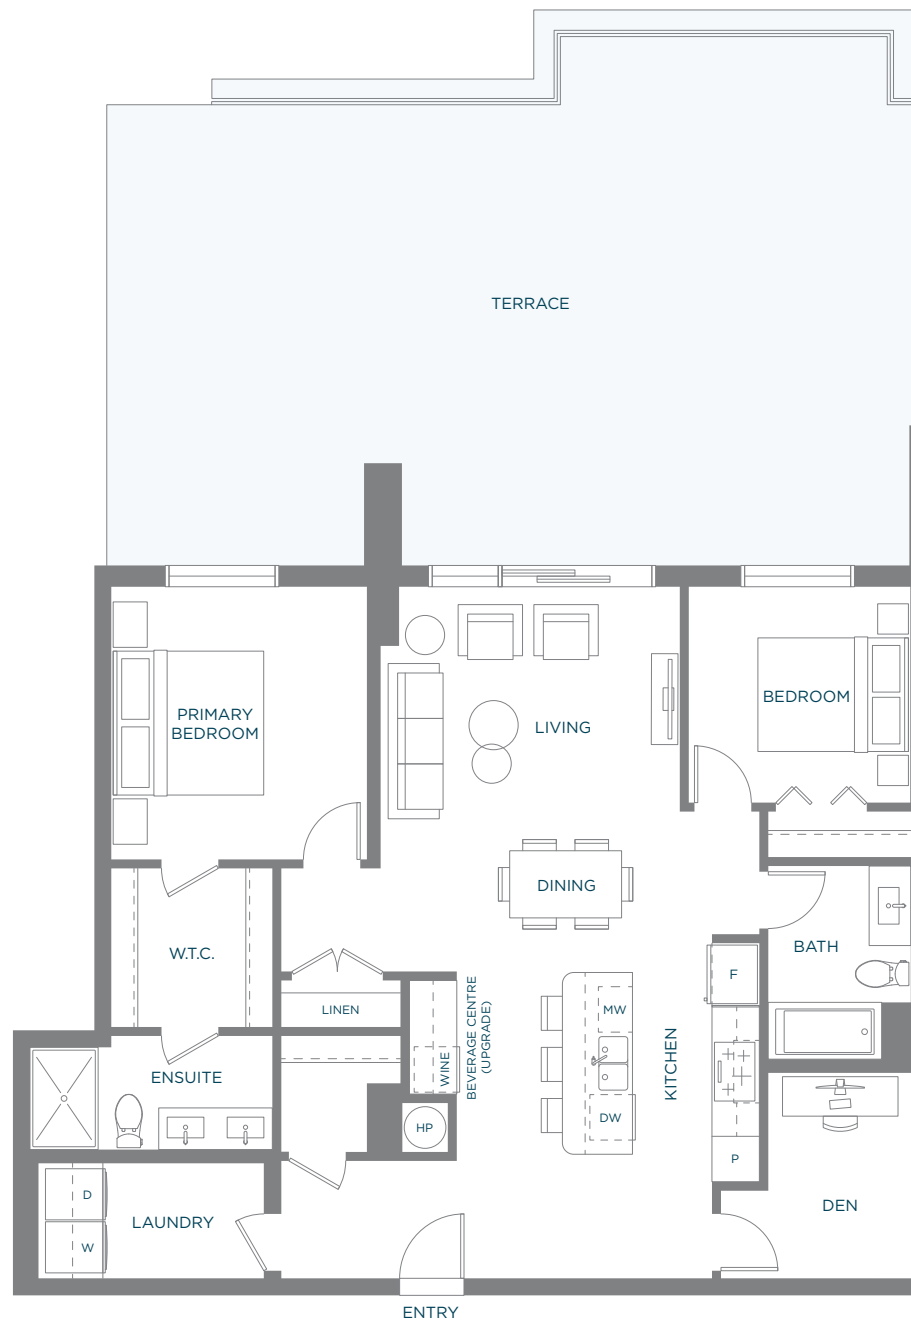 TERRACE
PRIMARY
BEDROOM
LIVING
BEDROOM
DINING
W.T.C.
BATH
F
LINEN
MW
BEVERAGE CENTRE
(UPGRADE)
WINE
KITCHEN
ENSUITE
HP
DW
P
D
LAUNDRY
W
DEN
ENTRY